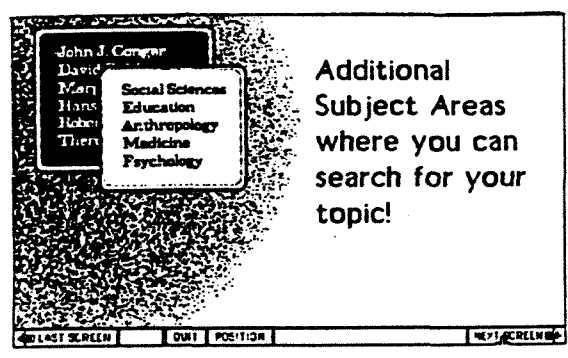 John J. Conger
David
Social Sciences
Education
Anthropology
Medicine
Psychology
Additional
Subject Areas
where you can
search for your
topic!
LAST SCREEN
QUIT
POSITION
NEXT SCREEN